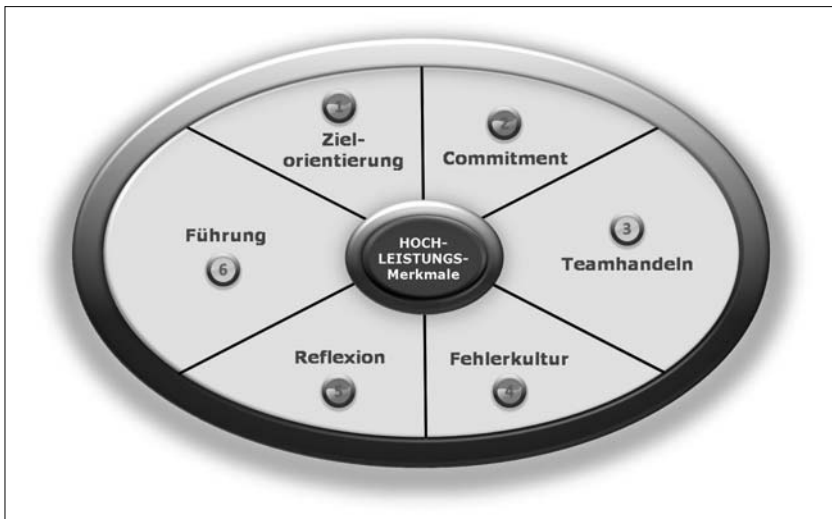 1
Ziel-
orientierung
2
Commitment
3
Teamhandeln
4
Fehlerkultur
5
Reflexion
6
Führung
HOCH-
LEISTUNGS-
Merkmale